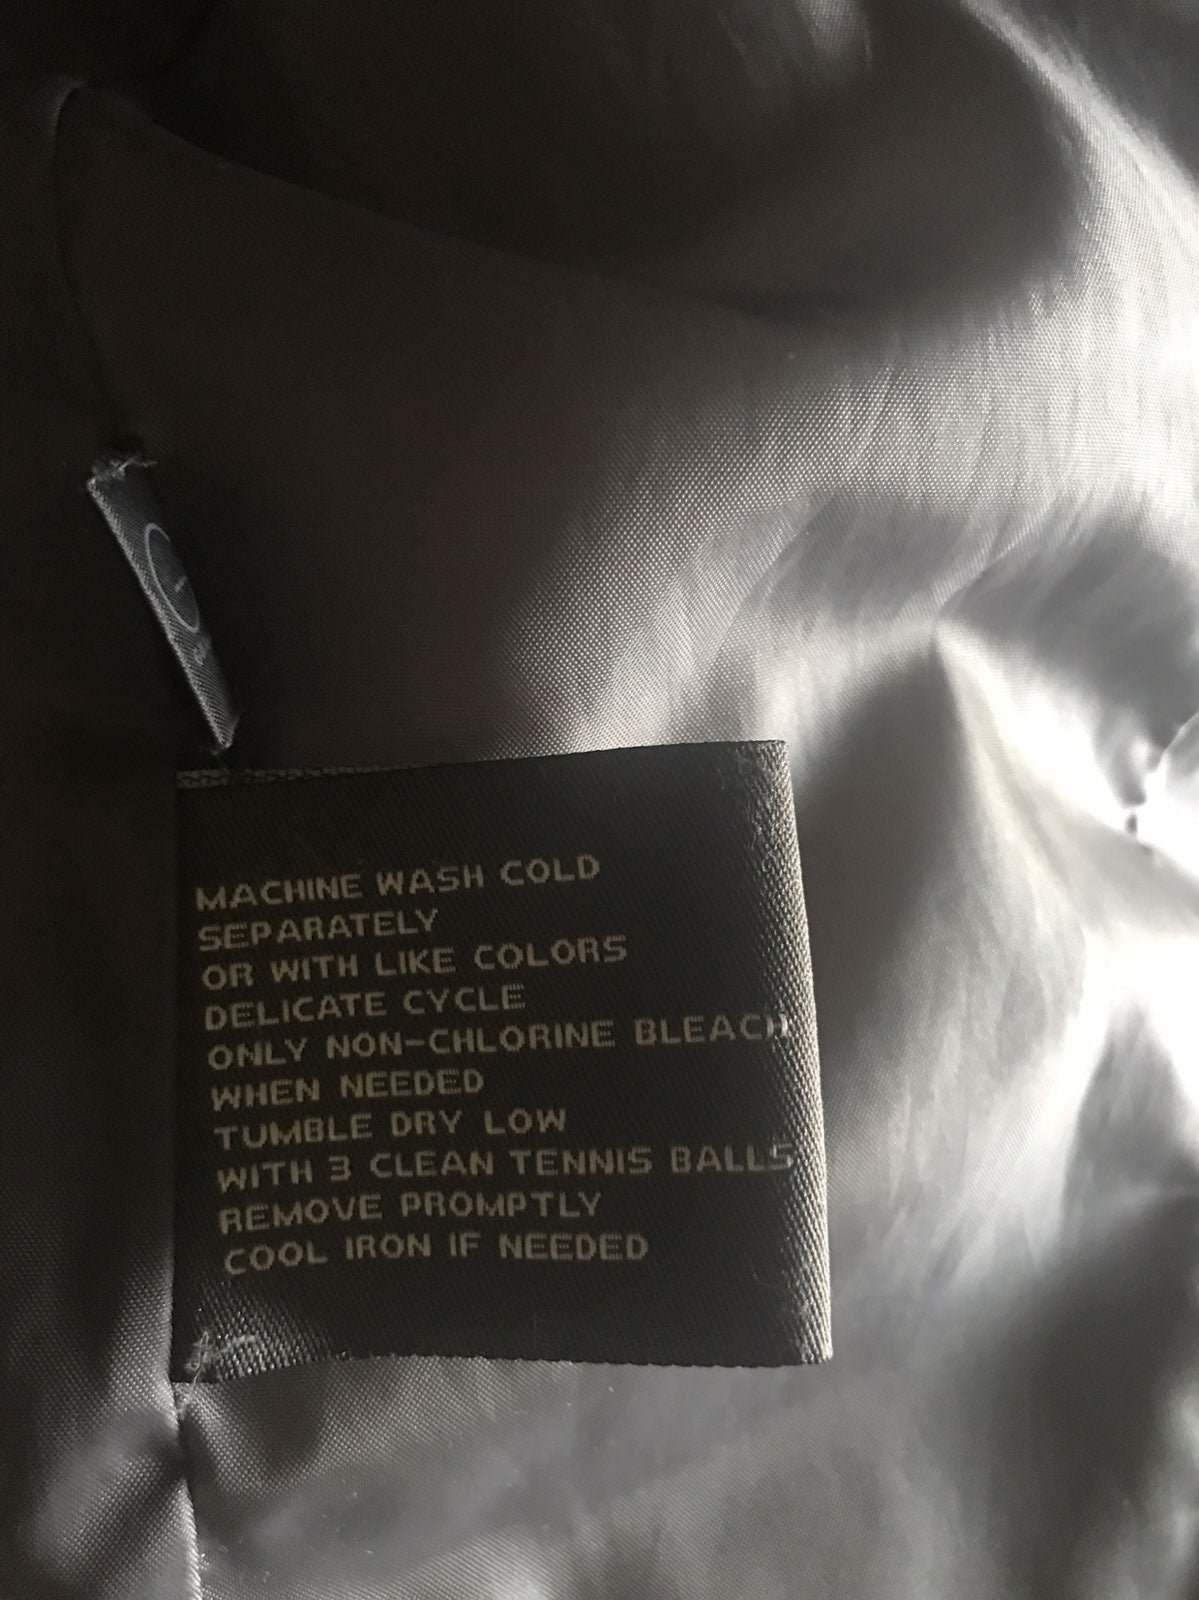 MACHINE WASH COLD
SEPARATELY
OR WITH LIKE COLORS
DELICATE CYCLE
ONLY NON-CHLORINE BLEACH
WHEN NEEDED
TUMBLE DRY LOW
WITH 3 CLEAN TENNIS BALLS
REMOVE PROMPTLY
COOL IRON IF NEEDED